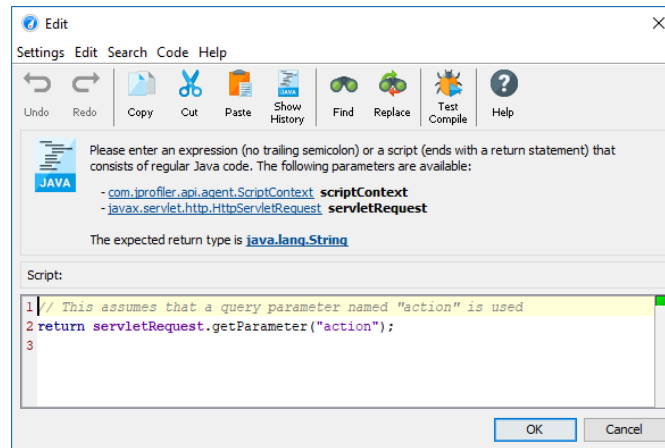 Edit
Settings Edit Search Code Help
Undo Redo Copy Cut Paste Show History Find Replace Test Compile Help
Please enter an expression (no trailing semicolon) or a script (ends with a return statement) that
JAVA
consists of regular Java code. The following parameters are available:
- com.jprofiler.api.agent.ScriptContext scriptContext
- javax.servlet.http.HttpServletRequest servletRequest
The expected return type is java.lang.String
Script:
1 // This assumes that a query parameter named "action" is used
2 return servletRequest.getParameter("action");
3
OK Cancel